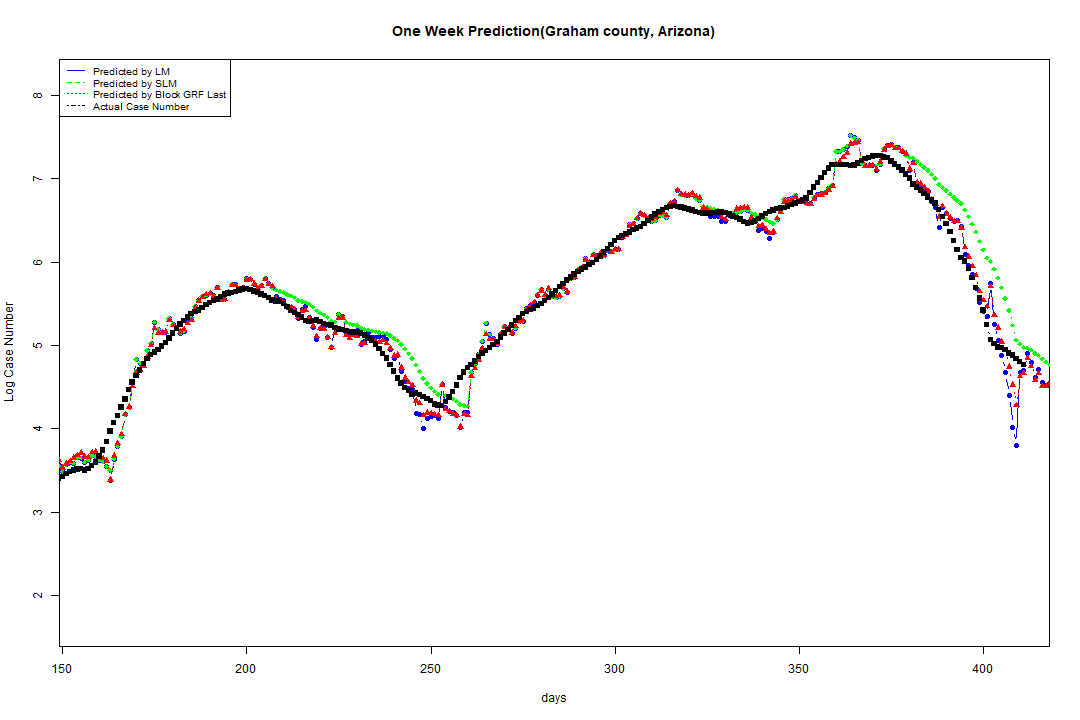 One Week Prediction(Graham county, Arizona)
Predicted by LM
Predicted by SLM
Predicted by Block GRF Last
Actual Case Number
8
7
6
5
4
3
2
Log Case Number
150 200 250 300 350 400
days